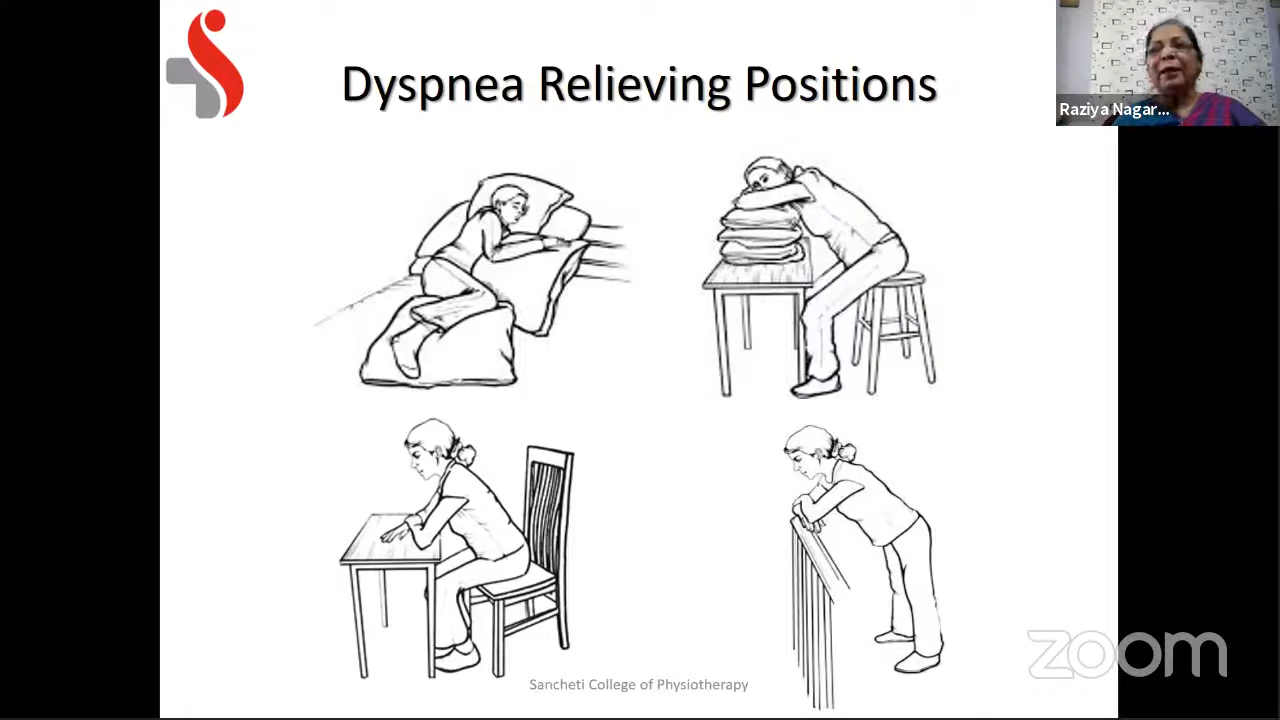 Dyspnea Relieving Positions
Raziya Nagar...
Sancheti College of Physiotherapy
zoom